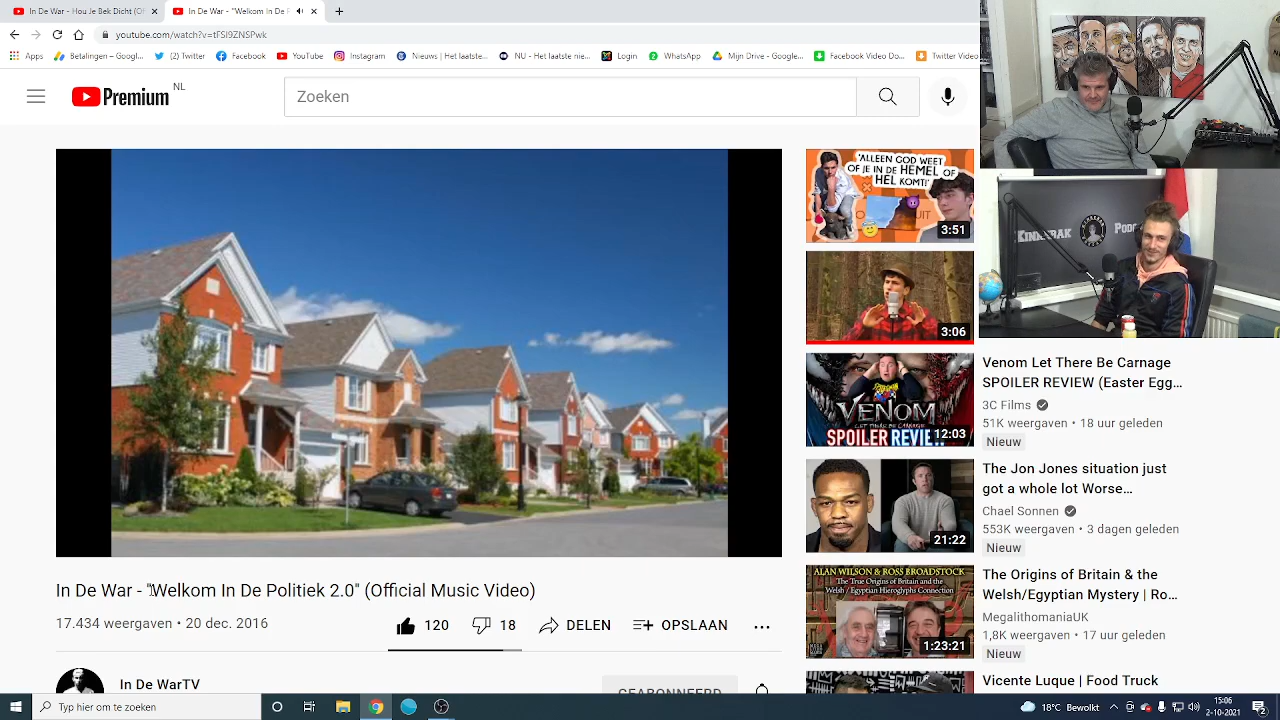 In De War - Hou Je Bek Dicht (Of
In De War - "Welkom In De P
youtube.com/watch?v=tFSI9ZNSPwk
Apps
Betalingen – Googl...
(2) Twitter
Facebook
YouTube
Instagram
Nieuws | Het laatste...
NU - Het laatste nie...
Login
WhatsApp
Mijn Drive - Googl...
Facebook Video Do...
Twitter Video
Premium
NL
Zoeken
'ALLEEN GOD WEET
OF JE IN DE HEMEL OF
HEL KOMT!'
UIT
3:51
3:06
VENOM
LET THERE BE CARNAGE
SPOILER REVIE
12:03
Venom Let There Be Carnage
SPOILER REVIEW (Easter Egg...
3C Films
51K weergaven • 18 uur geleden
Nieuw
21:22
The Jon Jones situation just
got a whole lot Worse...
Chael Sonnen
553K weergaven • 3 dagen geleden
Nieuw
ALAN WILSON & ROSS BROADSTOCK
The True Origins of Britain and the
Welsh / Egyptian Hieroglyphs Connection
1:23:21
The Origins of Britain & the
Welsh/Egyptian Mystery | Ro...
MegalithomaniaUK
1,8K weergaven • 17 uur geleden
Nieuw
Vicente Luque | Food Truck
In De War - "Welkom In De Politiek 2.0" (Official Music Video)
17.434 weergaven • 20 dec. 2016
120
18
DELEN
OPSLAAN
In De WarTV
GEABONNEERD
Typ hier om te zoeken
15:06
2-10-2021
2